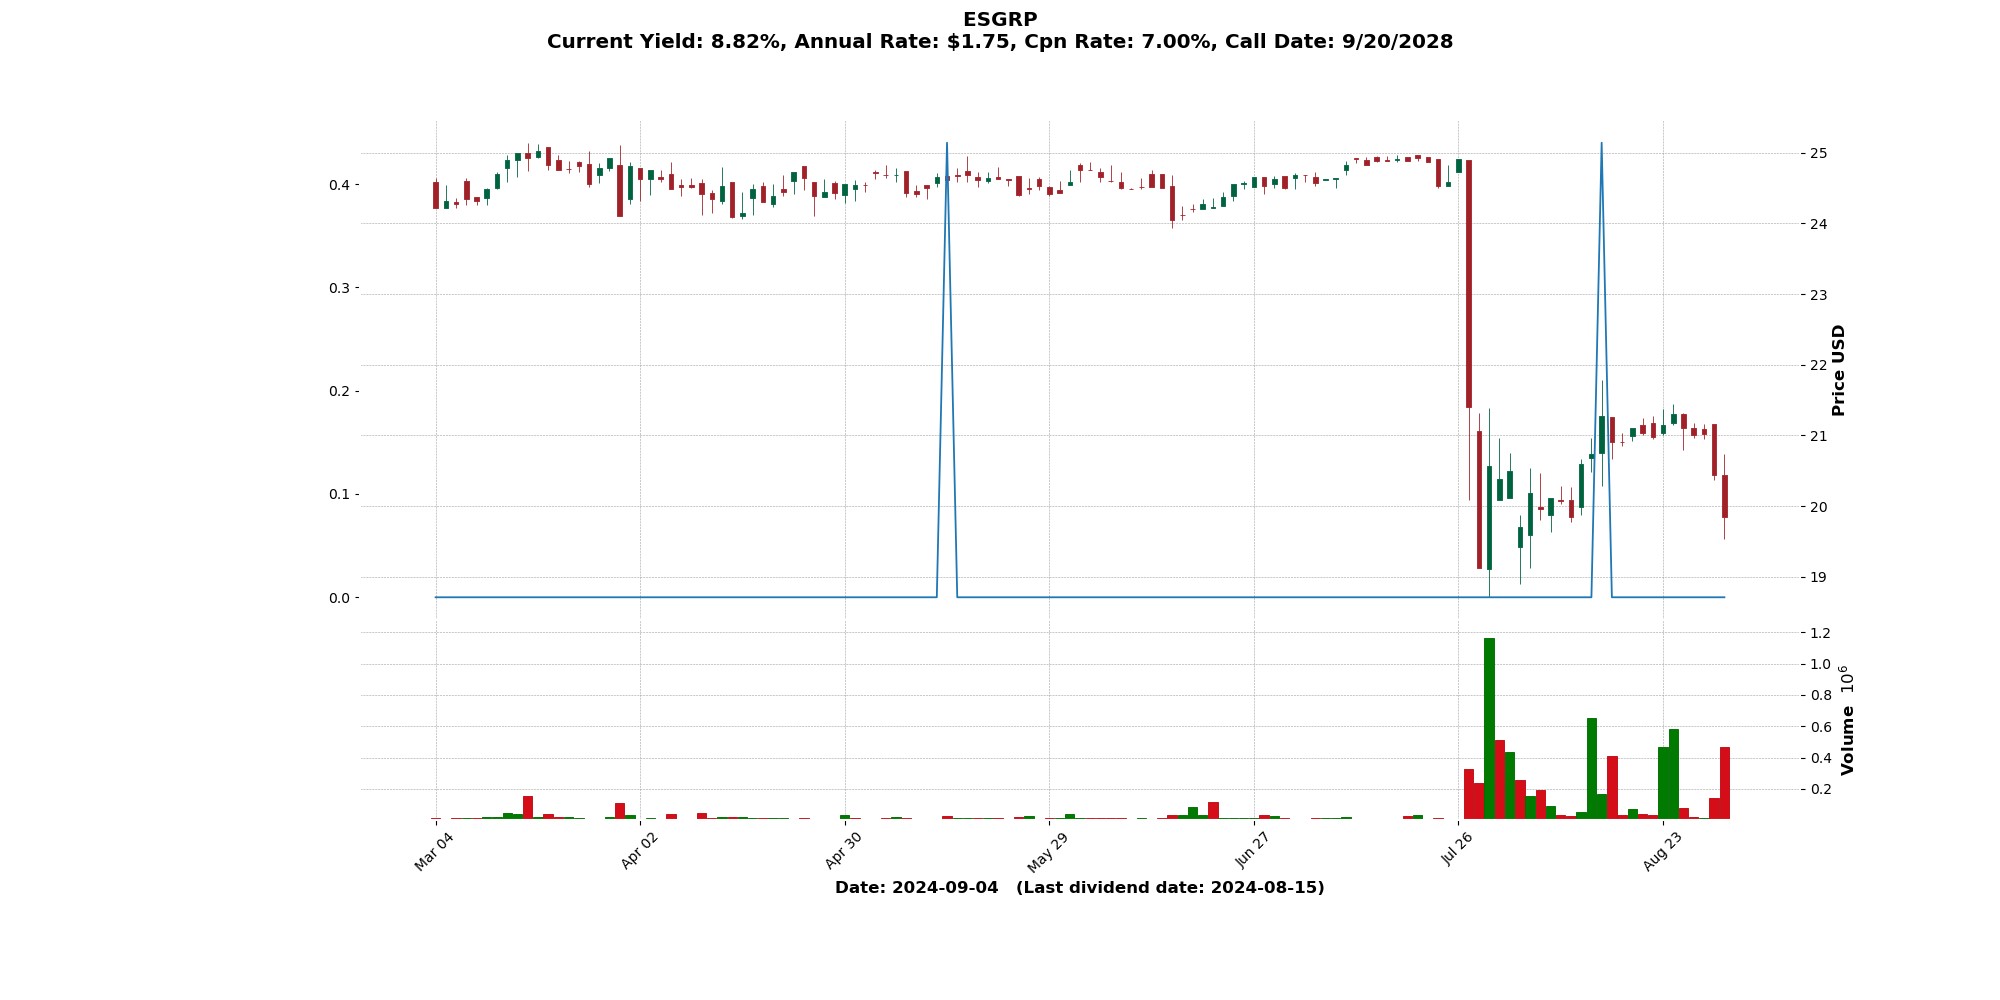 ESGRP
Current Yield: 8.82%, Annual Rate: $1.75, Cpn Rate: 7.00%, Call Date: 9/20/2028
0.4
0.3
0.2
0.1
0.0
25
24
23
22
21
20
19
Price USD
1.2
1.0
0.8
0.6
0.4
0.2
Volume 10^6
Mar 04
Apr 02
Apr 30
May 29
Jun 27
Jul 26
Aug 23
Date: 2024-09-04 (Last dividend date: 2024-08-15)